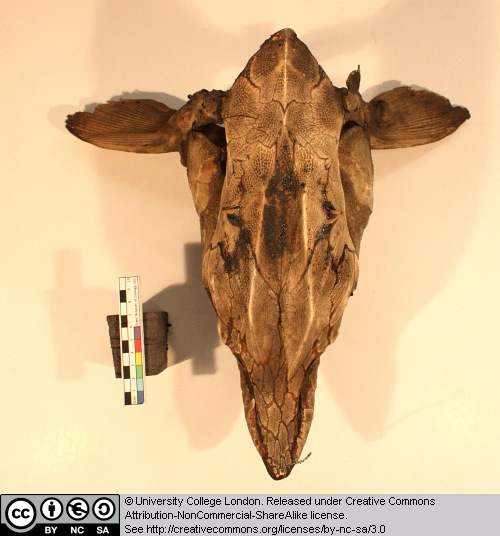 © University College London. Released under Creative Commons
Attribution-NonCommercial-ShareAlike license.
See http://creativecommons.org/licenses/by-nc-sa/3.0
cc
BY NC SA